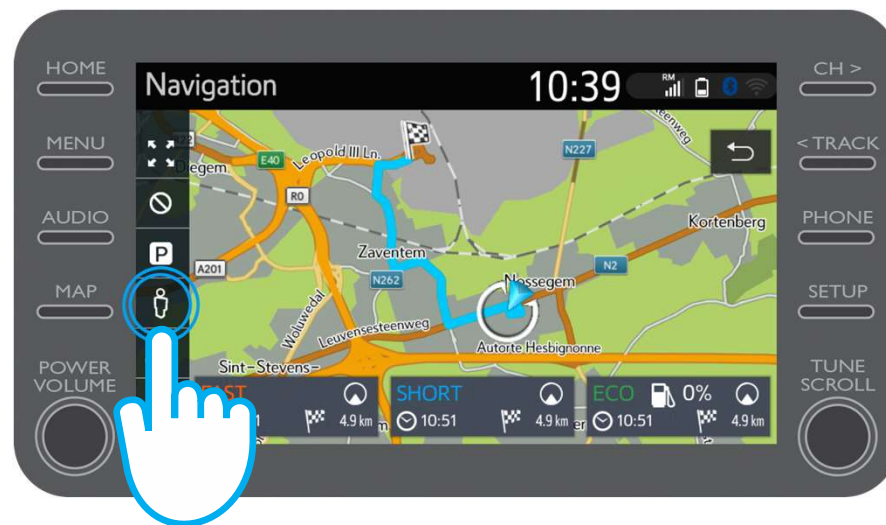 HOME
MENU
AUDIO
MAP
POWER
VOLUME
Navigation
10:39
RM
CH >
< TRACK
PHONE
SETUP
TUNE
SCROLL
E40
Leopold III Ln.
N227
R0
P
A201
Zaventem
Kortenberg
N262
N2
Nossegem
Woluwedal
Leuvensesteenweg
Autorte Hesbignonne
Sint-Stevens-
4.9 km
SHORT
10:51
4.9 km
ECO
0%
10:51
4.9 km